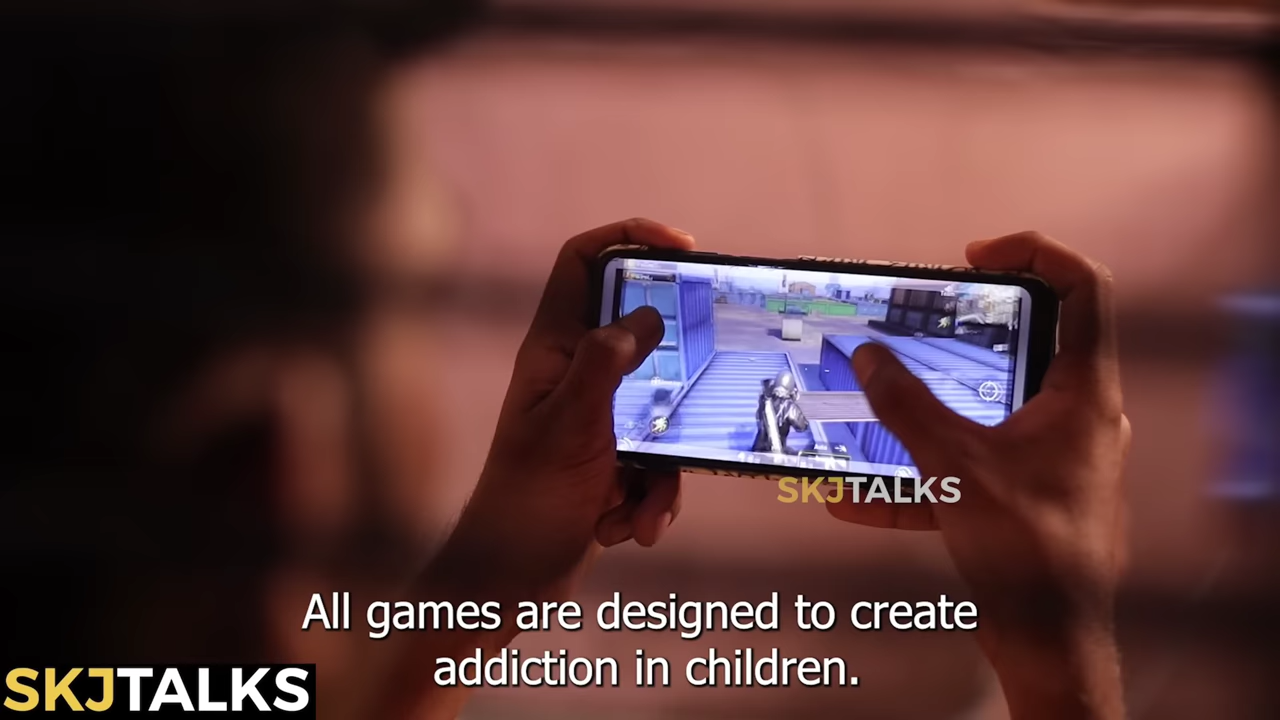 SKJTALKS
All games are designed to create
addiction in children.
SKJTALKS